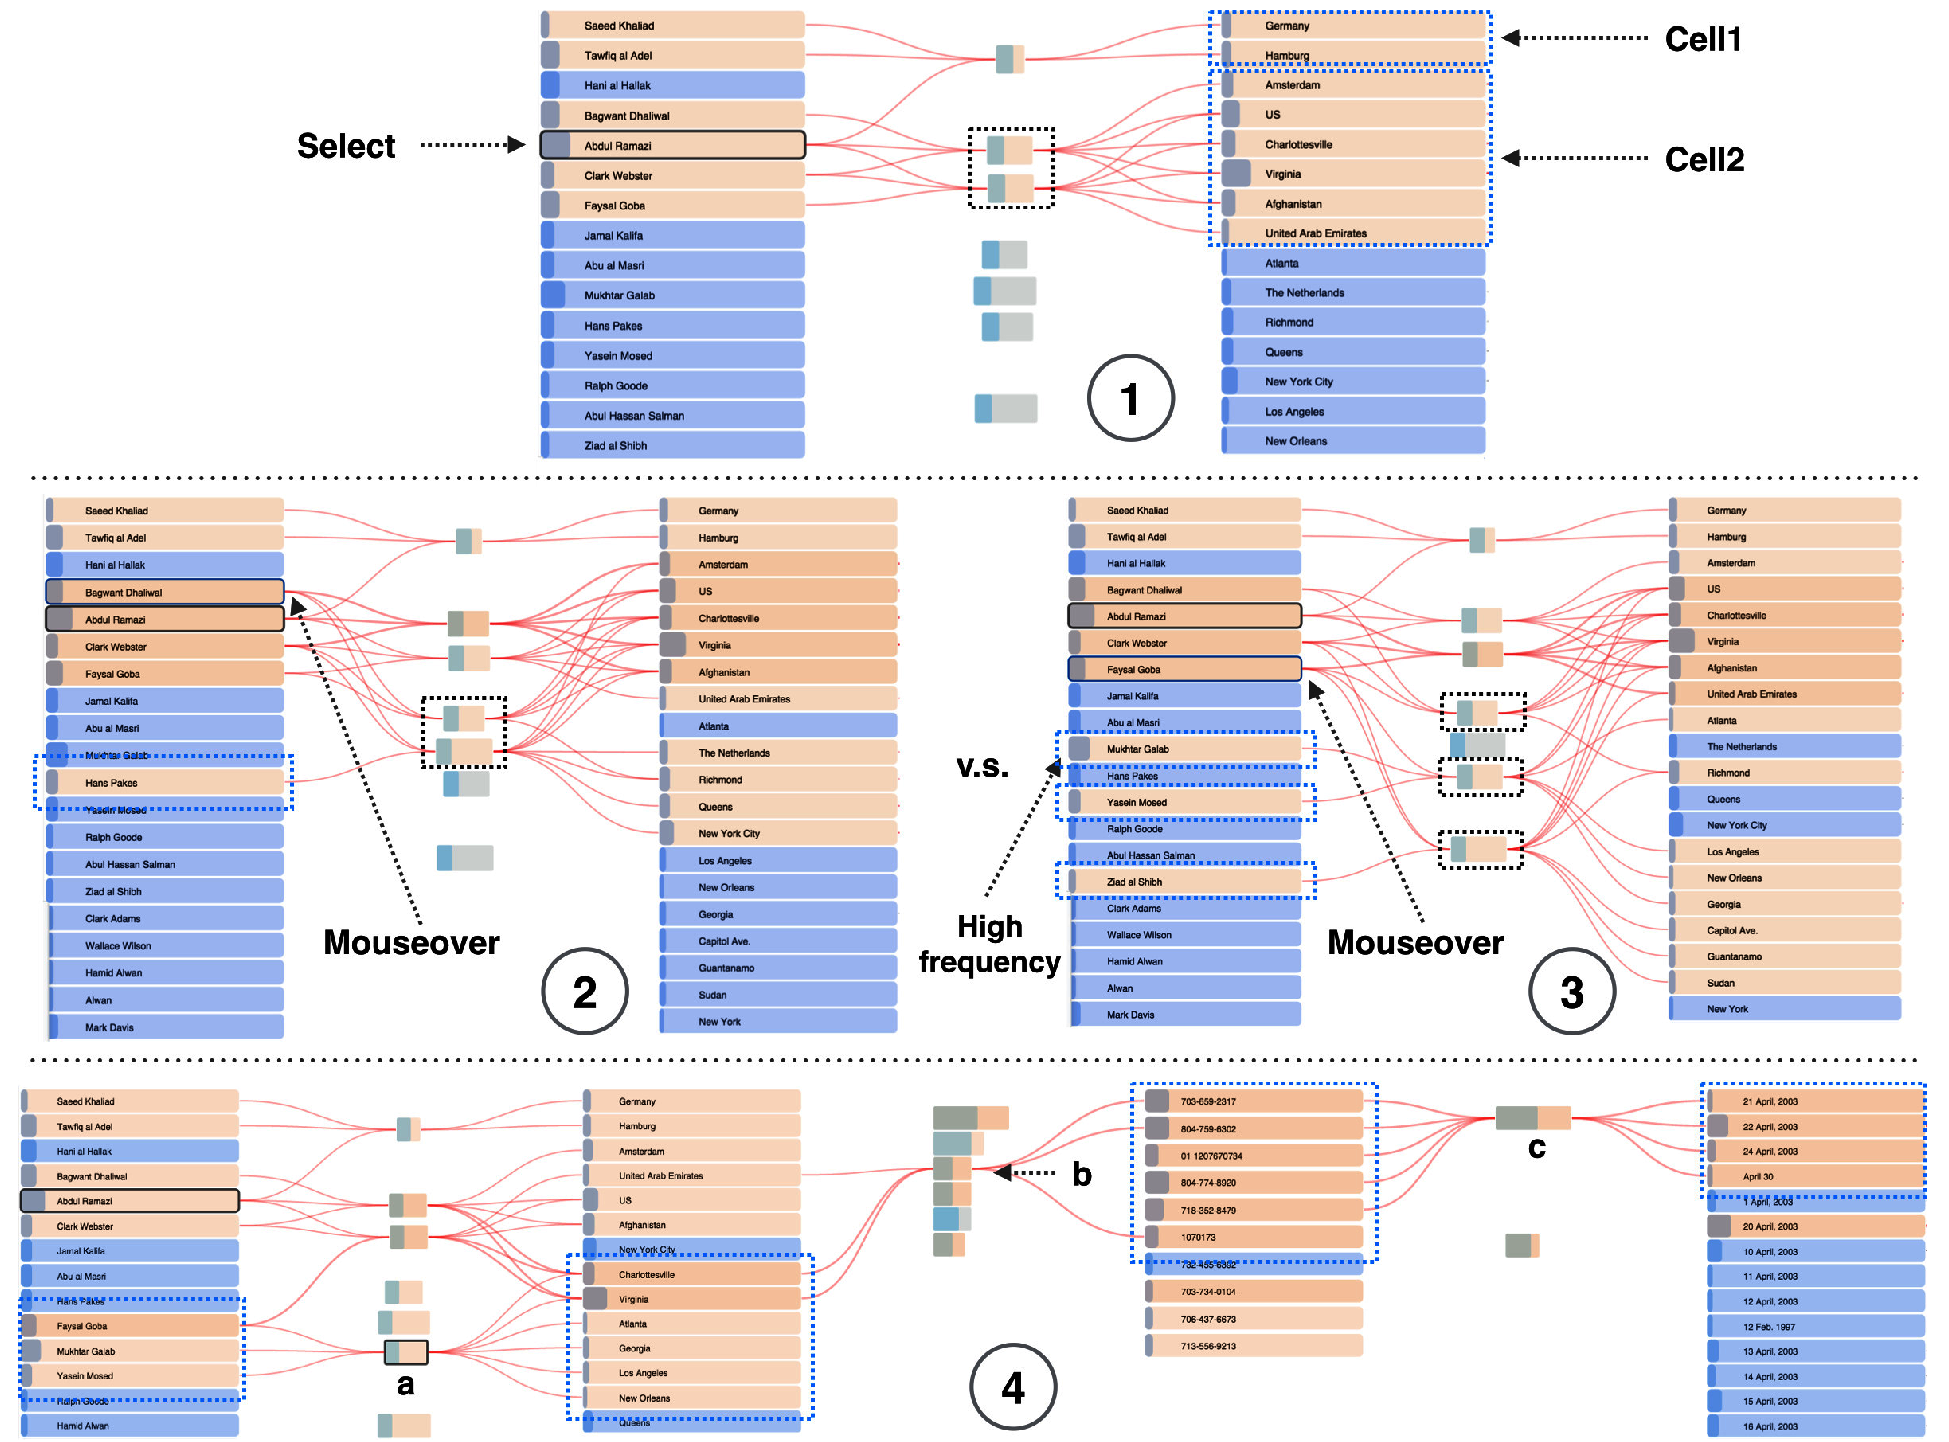 Saeed Khaliad
Tawfiq al Adel
Hani al Hallak
Bagwant Dhaliwal
Abdul Ramazi
Clark Webster
Faysal Goba
Jamal Kalifa
Abu al Masri
Mukhtar Galab
Hans Pakes
Yasein Mosed
Ralph Goode
Abul Hassan Salman
Ziad al Shibh
Select
Germany
Hamburg
Amsterdam
US
Charlottesville
Virginia
Afghanistan
United Arab Emirates
Atlanta
The Netherlands
Richmond
Queens
New York City
Los Angeles
New Orleans
Cell1
Cell2
1
Saeed Khaliad
Tawfiq al Adel
Hani al Hallak
Bagwant Dhaliwal
Abdul Ramazi
Clark Webster
Faysal Goba
Jamal Kalifa
Abu al Masri
Mukhtar Galab
Hans Pakes
Yasein Mosed
Ralph Goode
Abul Hassan Salman
Ziad al Shibh
Clark Adams
Wallace Wilson
Hamid Alwan
Alwan
Mark Davis
Mouseover
2
Germany
Hamburg
Amsterdam
US
Charlottesville
Virginia
Afghanistan
United Arab Emirates
Atlanta
The Netherlands
Richmond
Queens
New York City
Los Angeles
New Orleans
Georgia
Capitol Ave.
Guantanamo
Sudan
New York
v.s.
High
frequency
Saeed Khaliad
Tawfiq al Adel
Hani al Hallak
Bagwant Dhaliwal
Abdul Ramazi
Clark Webster
Faysal Goba
Jamal Kalifa
Abu al Masri
Mukhtar Galab
Hans Pakes
Yasein Mosed
Ralph Goode
Abul Hassan Salman
Ziad al Shibh
Clark Adams
Wallace Wilson
Hamid Alwan
Alwan
Mark Davis
Mouseover
3
Germany
Hamburg
Amsterdam
US
Charlottesville
Virginia
Afghanistan
United Arab Emirates
Atlanta
The Netherlands
Richmond
Queens
New York City
Los Angeles
New Orleans
Georgia
Capitol Ave.
Guantanamo
Sudan
New York
Saeed Khaliad
Tawfiq al Adel
Hani al Hallak
Bagwant Dhaliwal
Abdul Ramazi
Clark Webster
Jamal Kalifa
Abu al Masri
Hans Pakes
Faysal Goba
Mukhtar Galab
Yasein Mosed
Ralph Goode
Hamid Alwan
a
Germany
Hamburg
Amsterdam
United Arab Emirates
US
Afghanistan
New York City
Charlottesville
Virginia
Atlanta
Georgia
Los Angeles
New Orleans
Queens
b
4
703-659-2317
804-759-6302
01 1207670734
804-774-8920
718-352-8479
1070173
732-455-6392
703-734-0104
706-437-6673
713-556-9213
c
21 April, 2003
22 April, 2003
24 April, 2003
April 30
1 April, 2003
20 April, 2003
10 April, 2003
11 April, 2003
12 April, 2003
12 Feb. 1997
13 April, 2003
14 April, 2003
15 April, 2003
16 April, 2003